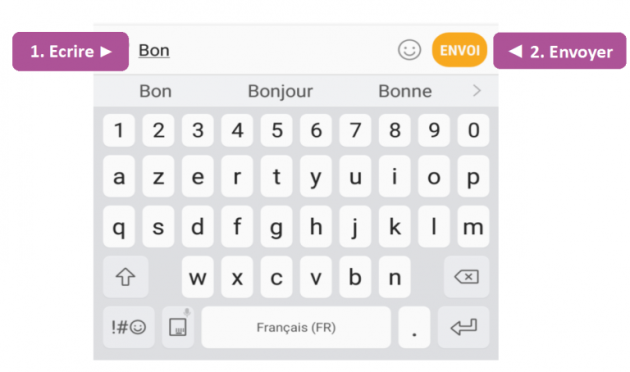 1. Ecrire ► Bon ENVOI ◄ 2. Envoyer
Bon Bonjour Bonne >
1 2 3 4 5 6 7 8 9 0
a z e r t y u i o p
q s d f g h j k l m
w x c v b n
!#☺ Français (FR) .